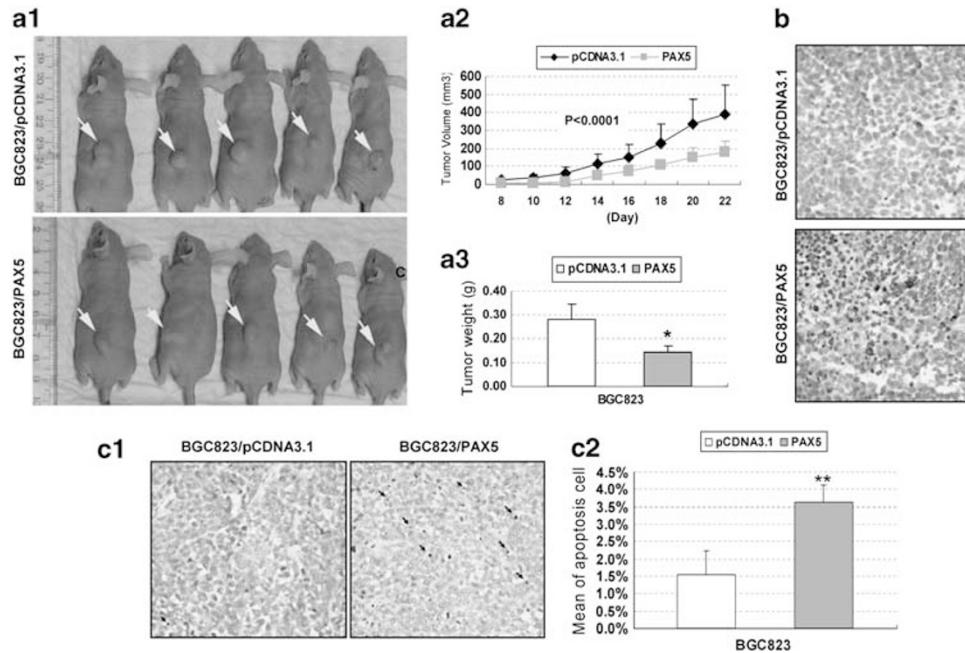 a1
BGC823/pCDNA3.1
BGC823/PAX5
C
a2
pCDNA3.1 PAX5
Tumor Volume (mm3)
600
500
400
300
200
100
0
P<0.0001
8 10 12 14 16 18 20 22
(Day)
a3
pCDNA3.1 PAX5
Tumor weight (g)
0.40
0.30
0.20
0.10
0.00
*
BGC823
b
BGC823/pCDNA3.1
BGC823/PAX5
c1
BGC823/pCDNA3.1 BGC823/PAX5
c2
pCDNA3.1 PAX5
Mean of apoptosis cell
4.5%
4.0%
3.5%
3.0%
2.5%
2.0%
1.5%
1.0%
0.5%
0.0%
**
BGC823